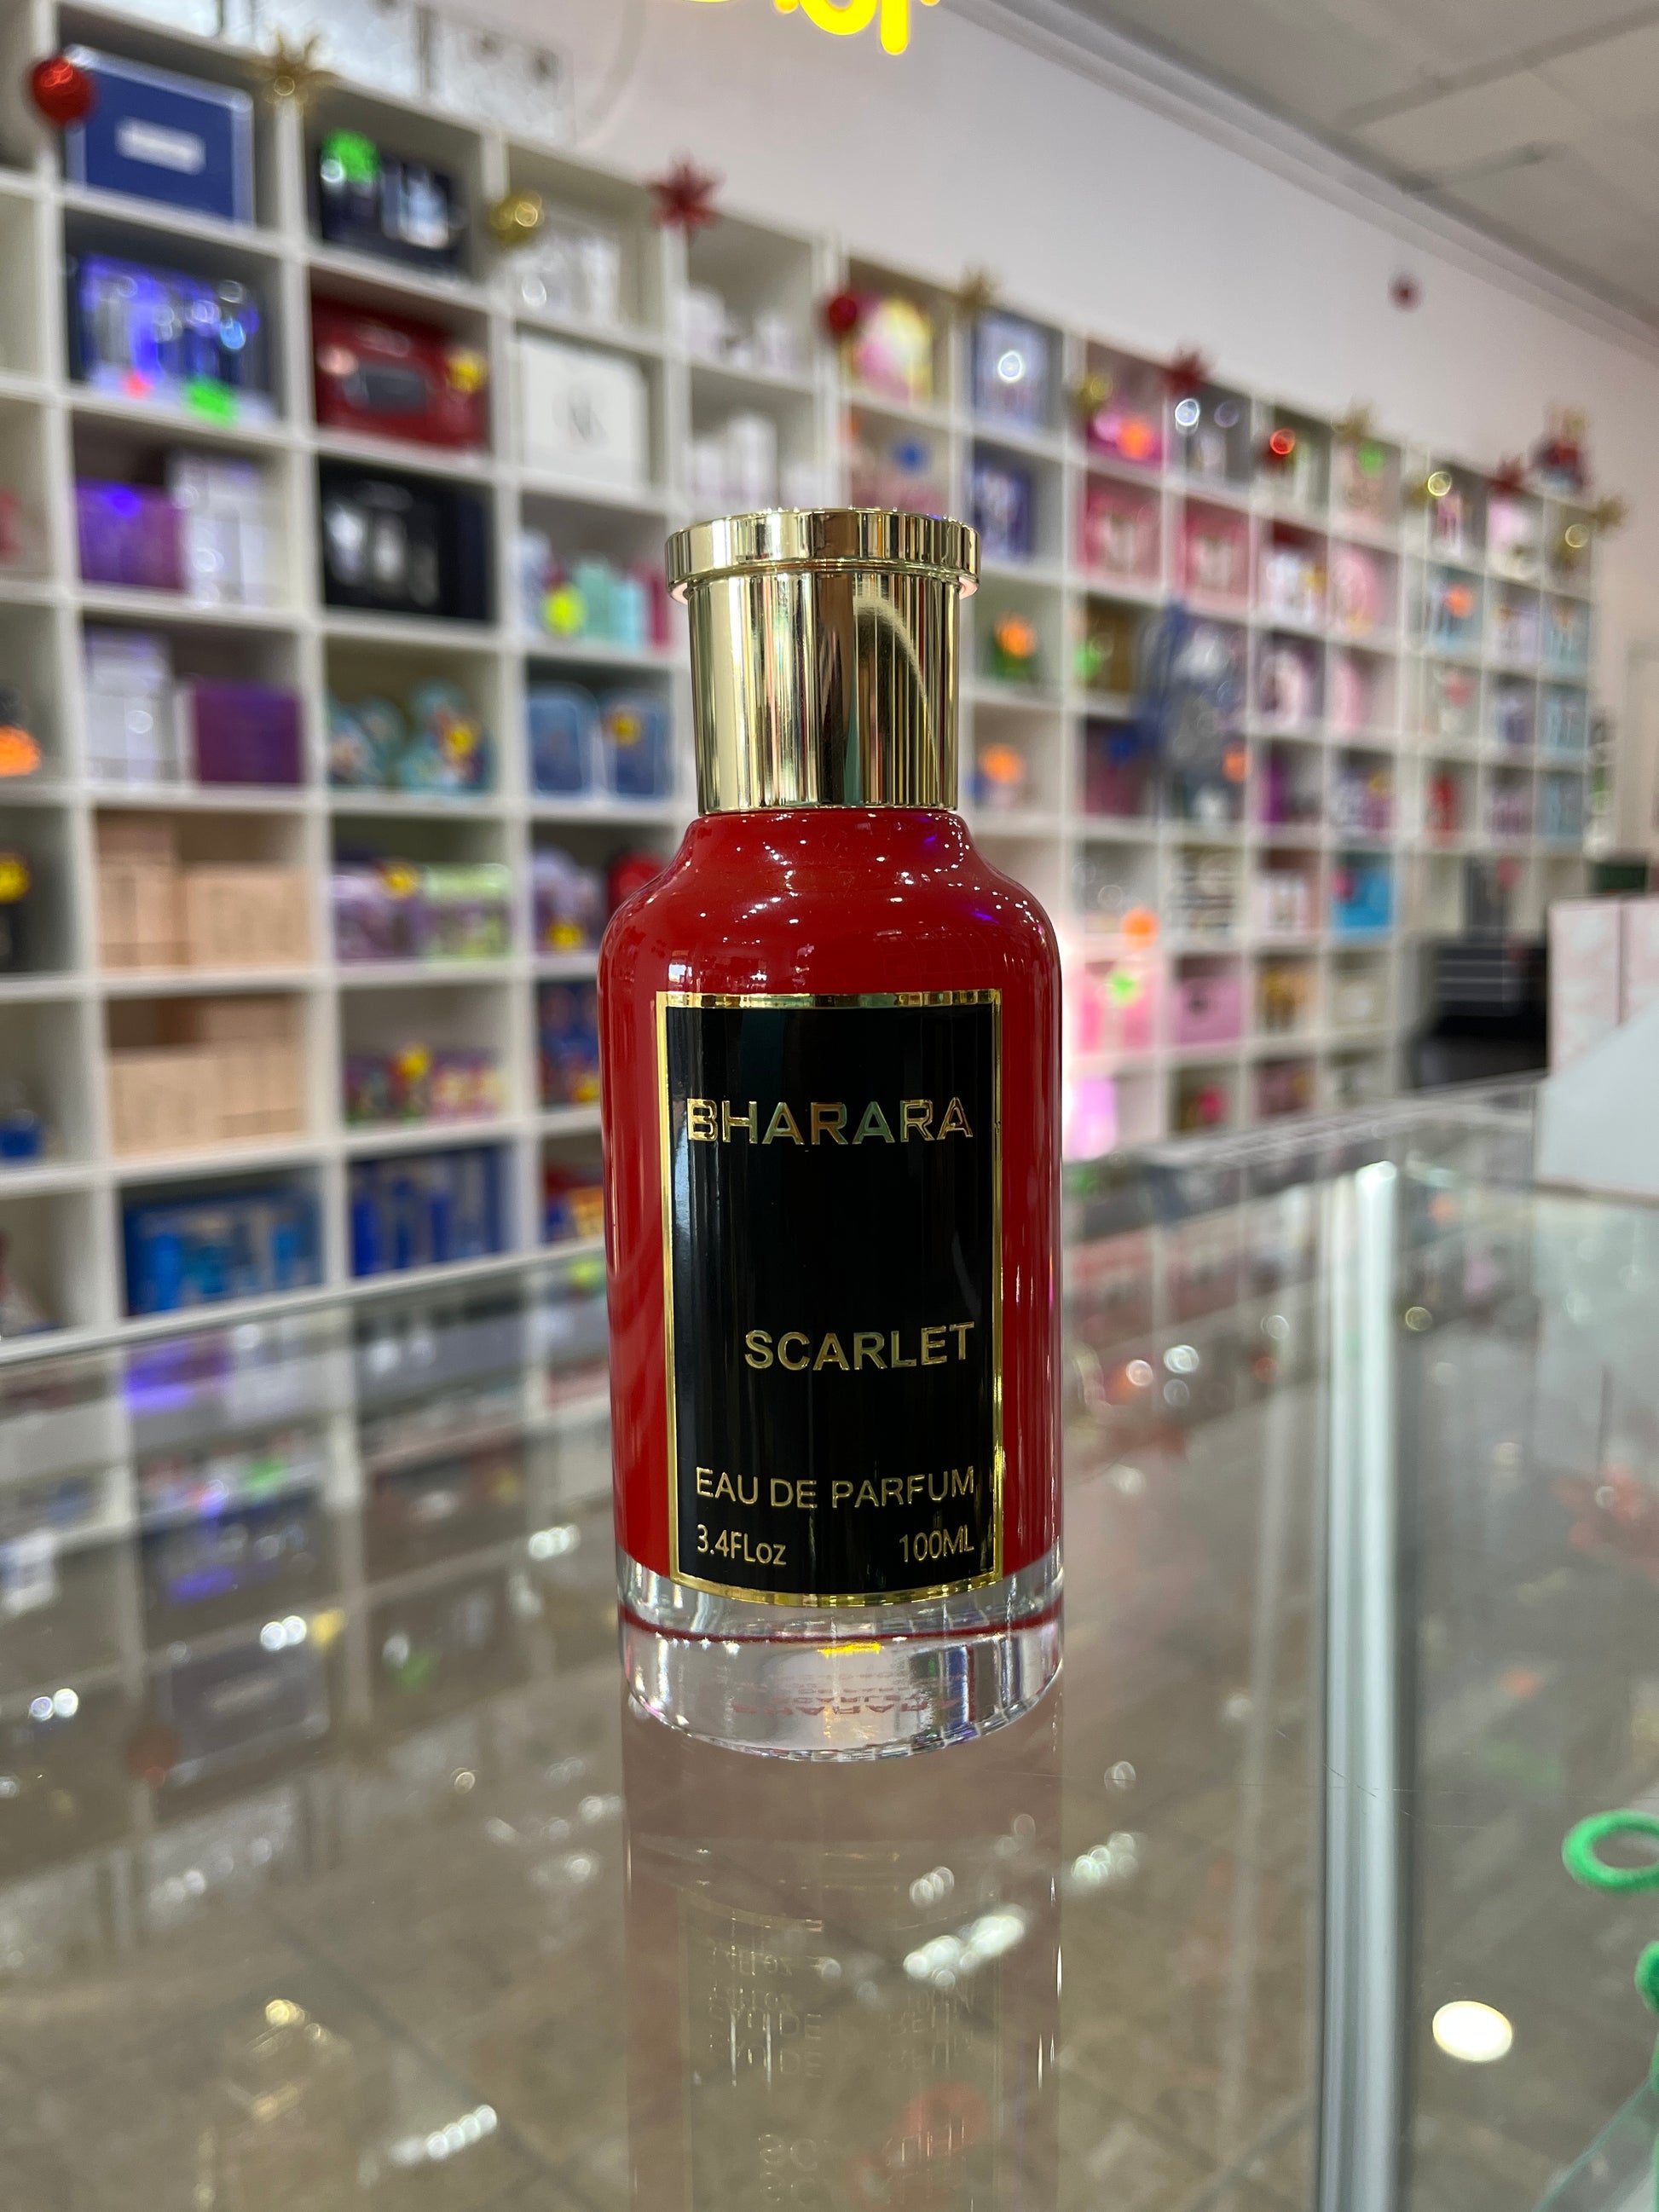 BHARARA
SCARLET
EAU DE PARFUM
3.4FLoz 100ML